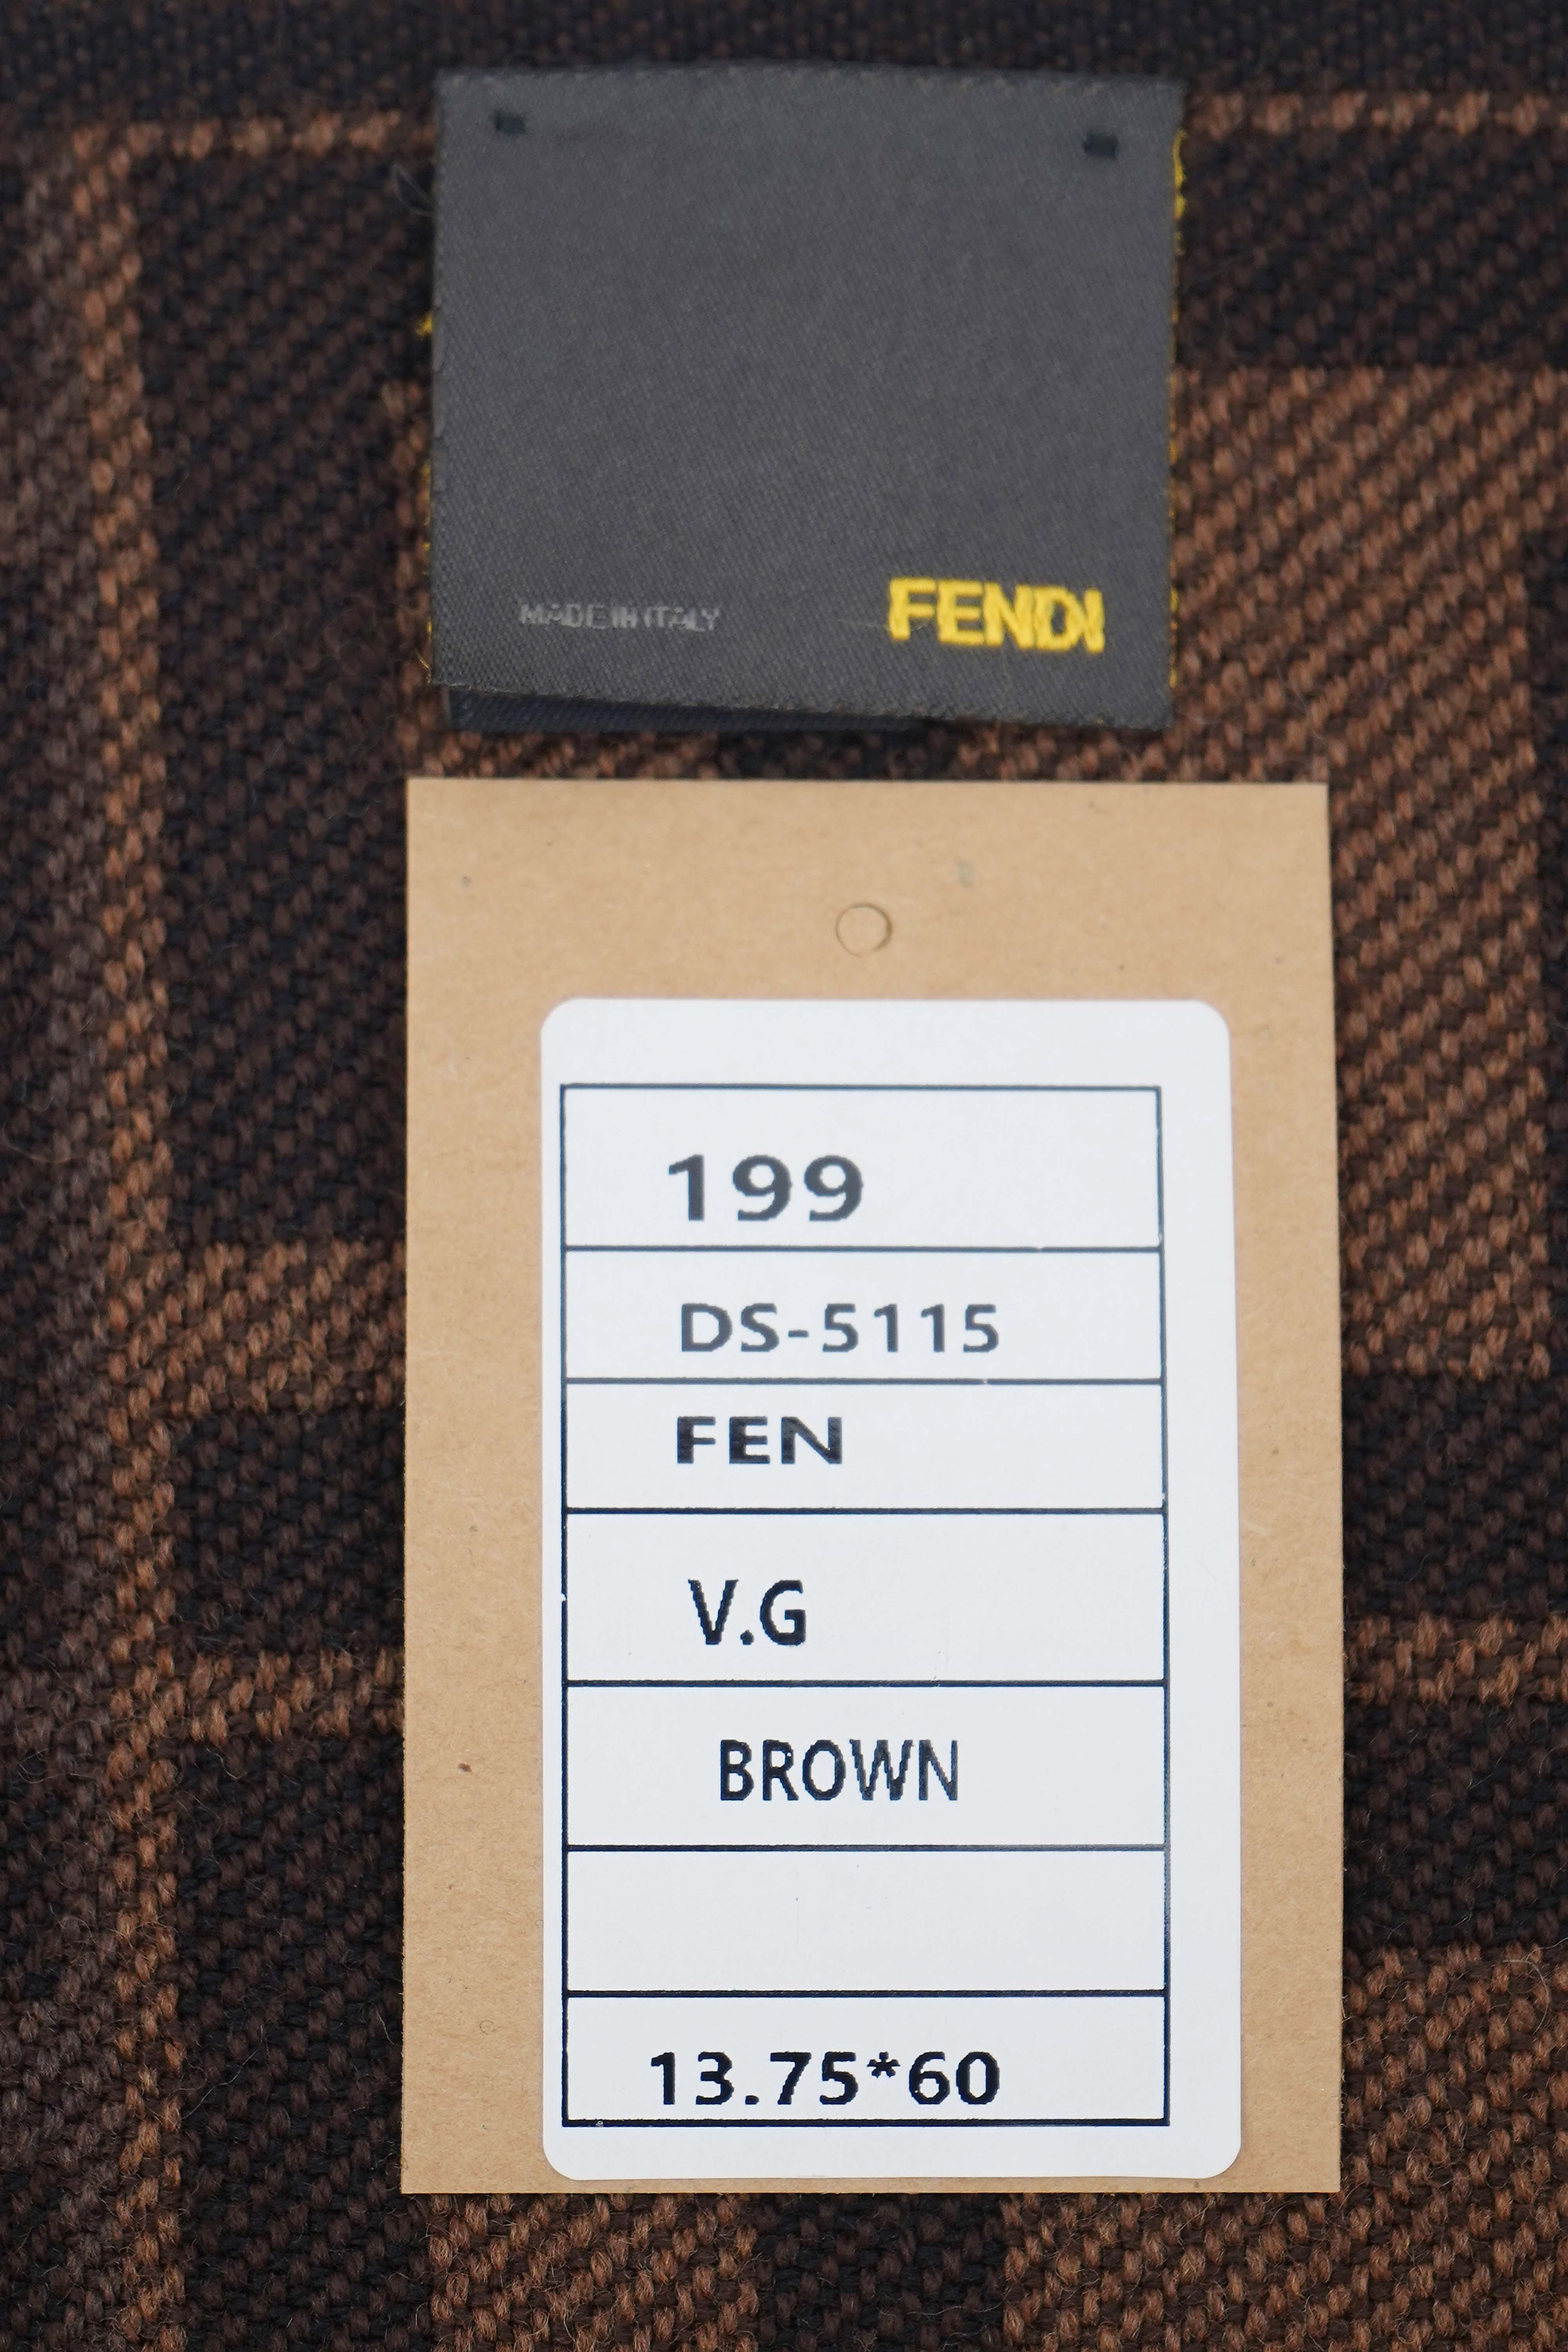 MADE IN ITALY
FENDI
199
DS-5115
FEN
V.G
BROWN
13.75*60